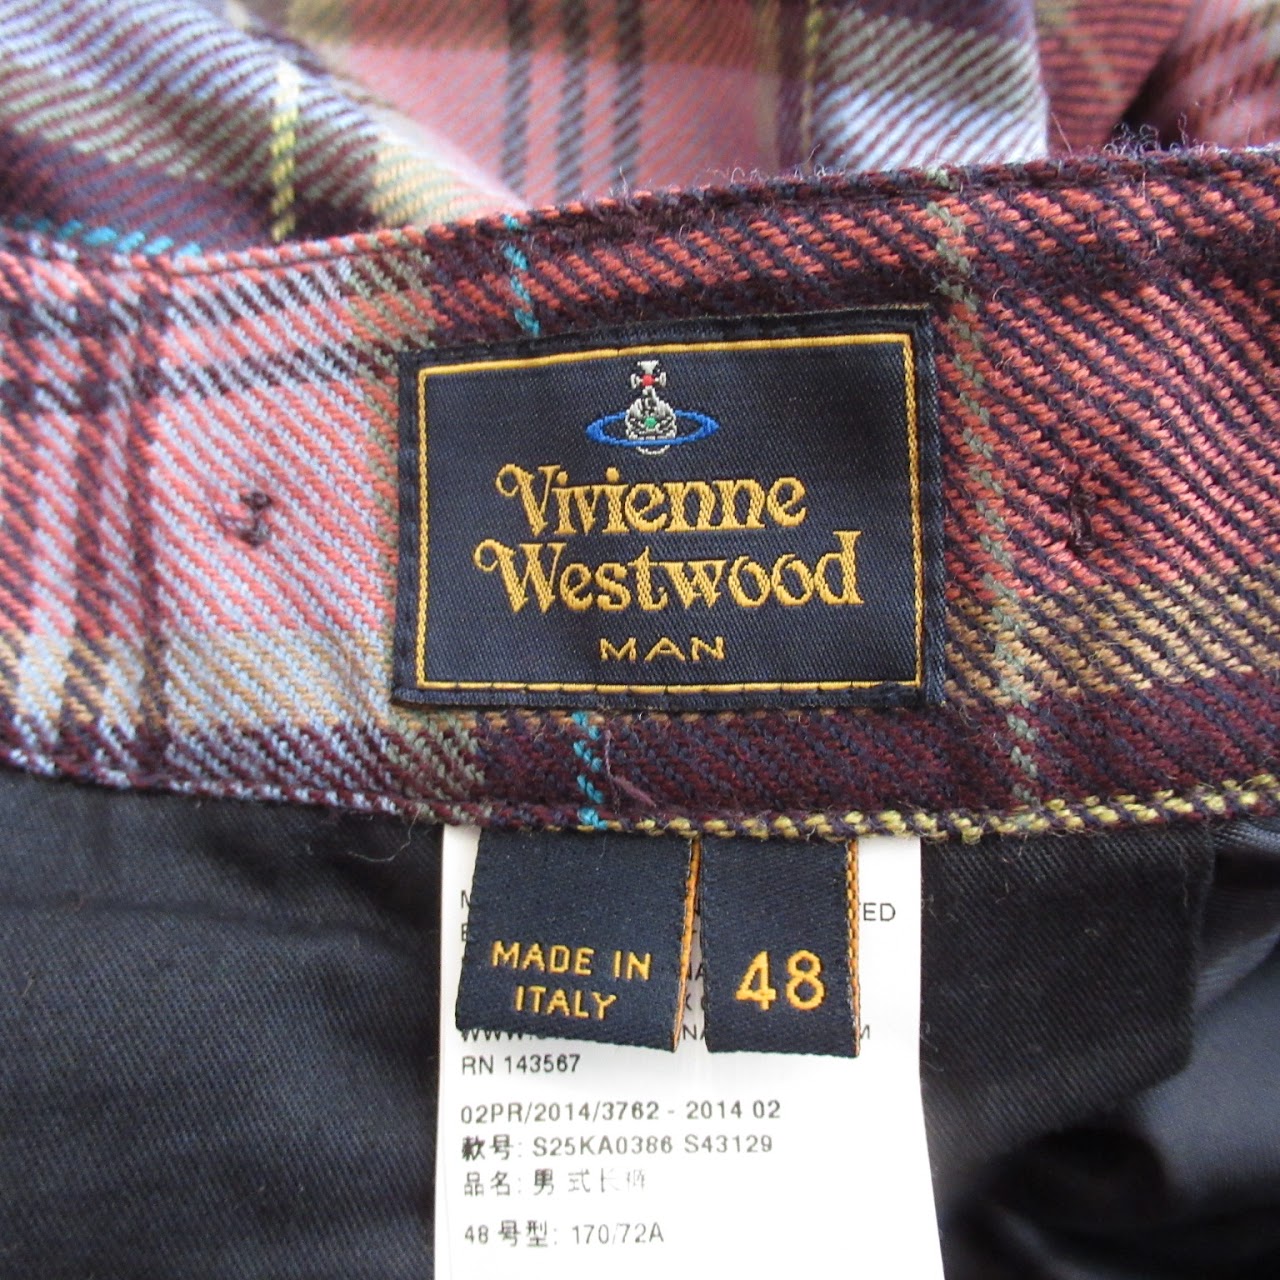 Vivienne
Westwood
MAN
MADE IN
ITALY
48
RN 143567
02PR/2014/3762 - 2014 02
款号: S25KA0386 S43129
品名: 男式长裤
48 号型: 170/72A